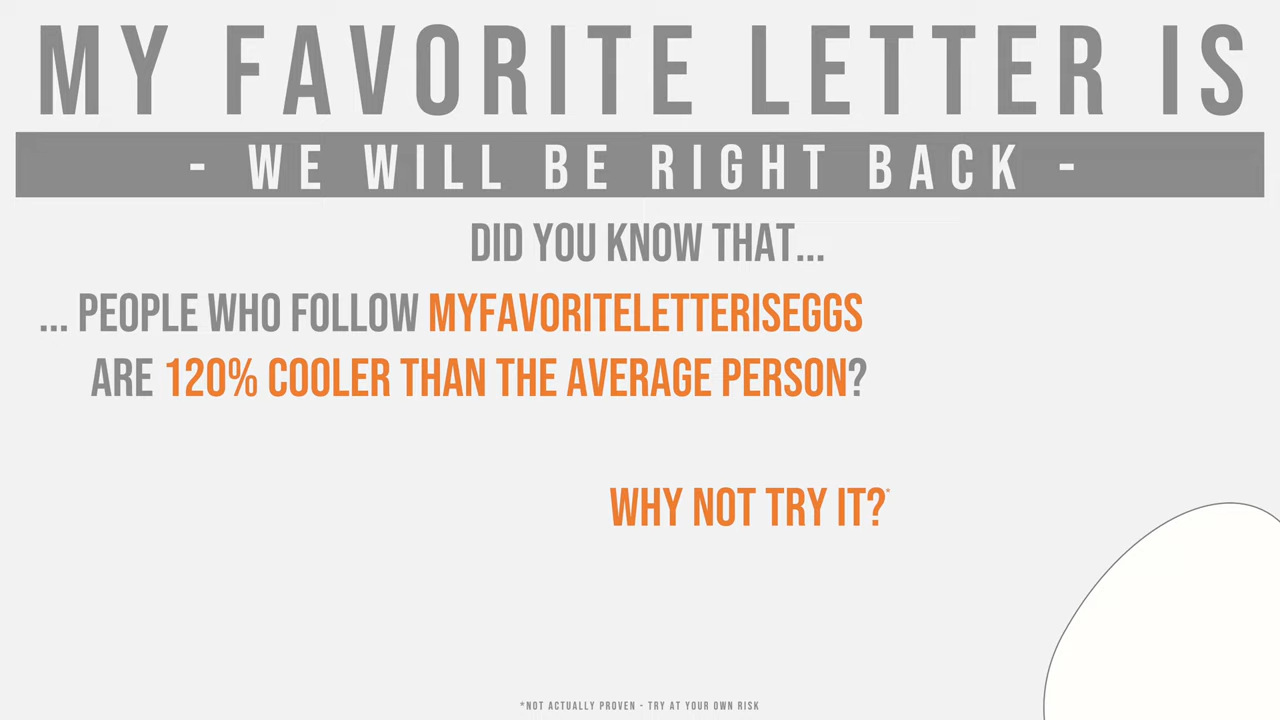 MY FAVORITE LETTER IS
- WE WILL BE RIGHT BACK -
DID YOU KNOW THAT...
... PEOPLE WHO FOLLOW MYFAVORITELETTERISEGGS
ARE 120% COOLER THAN THE AVERAGE PERSON?
WHY NOT TRY IT?*
*NOT ACTUALLY PROVEN - TRY AT YOUR OWN RISK